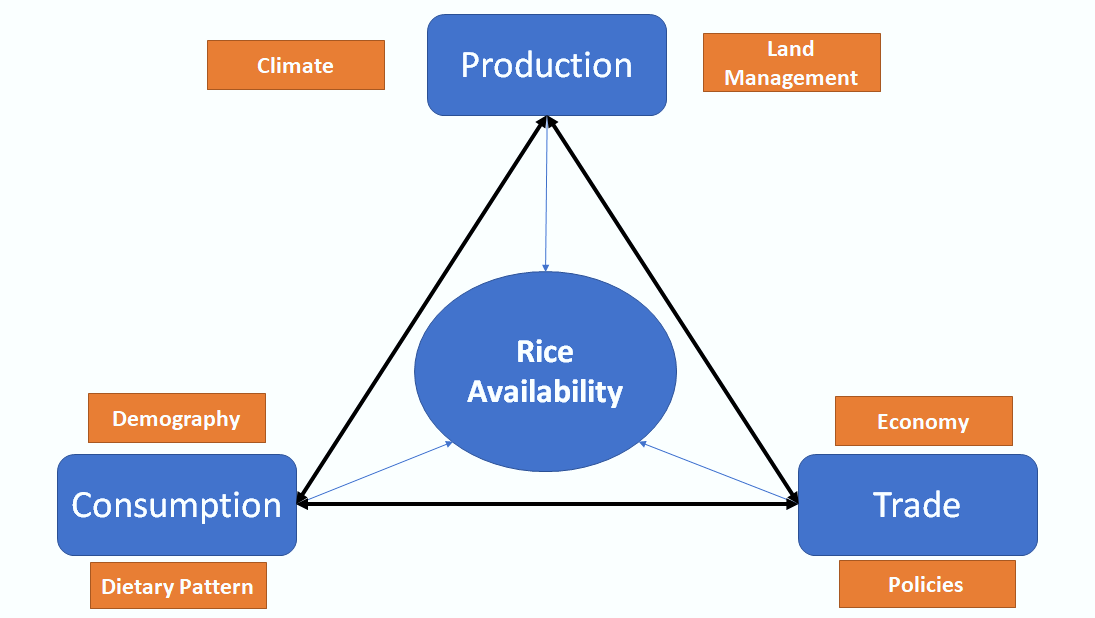 Climate
Production
Land
Management
Rice
Availability
Demography
Economy
Consumption
Trade
Dietary Pattern
Policies